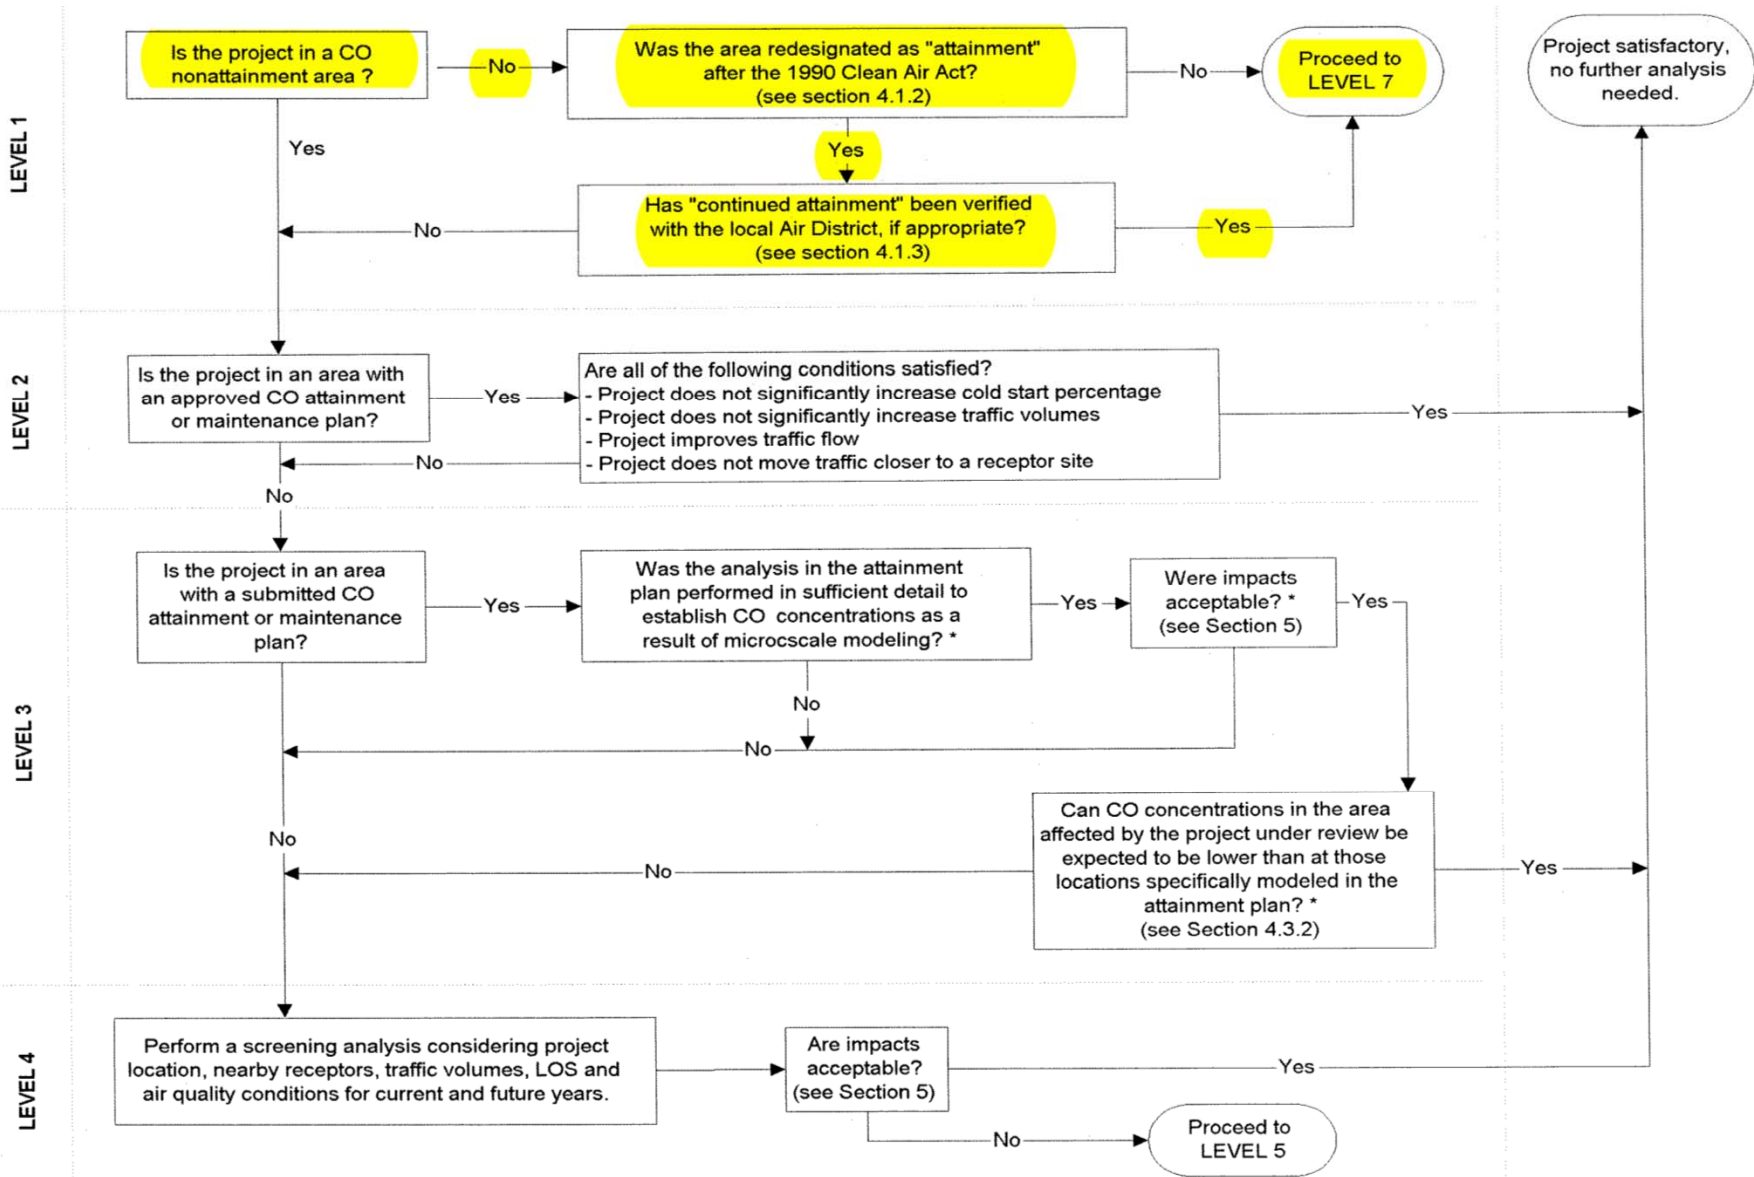 LEVEL 1
Is the project in a CO
nonattainment area ?
No
Was the area redesignated as "attainment"
after the 1990 Clean Air Act?
(see section 4.1.2)
No
Proceed to
LEVEL 7
Project satisfactory,
no further analysis
needed.
Yes
Yes
Has "continued attainment" been verified
with the local Air District, if appropriate?
(see section 4.1.3)
No
Yes
LEVEL 2
Is the project in an area with
an approved CO attainment
or maintenance plan?
Yes
Are all of the following conditions satisfied?
- Project does not significantly increase cold start percentage
- Project does not significantly increase traffic volumes
- Project improves traffic flow
- Project does not move traffic closer to a receptor site
Yes
No
No
LEVEL 3
Is the project in an area
with a submitted CO
attainment or maintenance
plan?
Yes
Was the analysis in the attainment
plan performed in sufficient detail to
establish CO concentrations as a
result of microcscale modeling? *
Yes
Were impacts
acceptable? *
(see Section 5)
Yes
No
No
No
Can CO concentrations in the area
affected by the project under review be
expected to be lower than at those
locations specifically modeled in the
attainment plan? *
(see Section 4.3.2)
No
Yes
LEVEL 4
Perform a screening analysis considering project
location, nearby receptors, traffic volumes, LOS and
air quality conditions for current and future years.
Are impacts
acceptable?
(see Section 5)
Yes
No
Proceed to
LEVEL 5